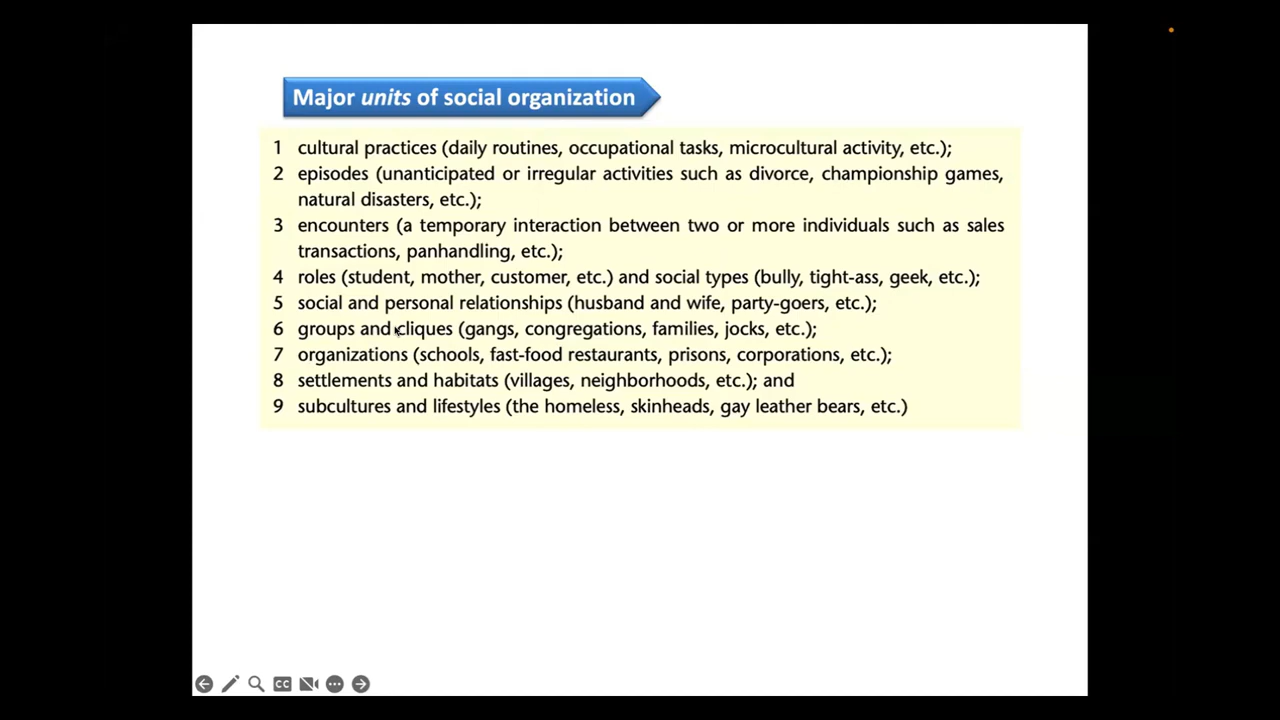 Major units of social organization
1 cultural practices (daily routines, occupational tasks, microcultural activity, etc.);
2 episodes (unanticipated or irregular activities such as divorce, championship games,
natural disasters, etc.);
3 encounters (a temporary interaction between two or more individuals such as sales
transactions, panhandling, etc.);
4 roles (student, mother, customer, etc.) and social types (bully, tight-ass, geek, etc.);
5 social and personal relationships (husband and wife, party-goers, etc.);
6 groups and cliques (gangs, congregations, families, jocks, etc.);
7 organizations (schools, fast-food restaurants, prisons, corporations, etc.);
8 settlements and habitats (villages, neighborhoods, etc.); and
9 subcultures and lifestyles (the homeless, skinheads, gay leather bears, etc.)
CC